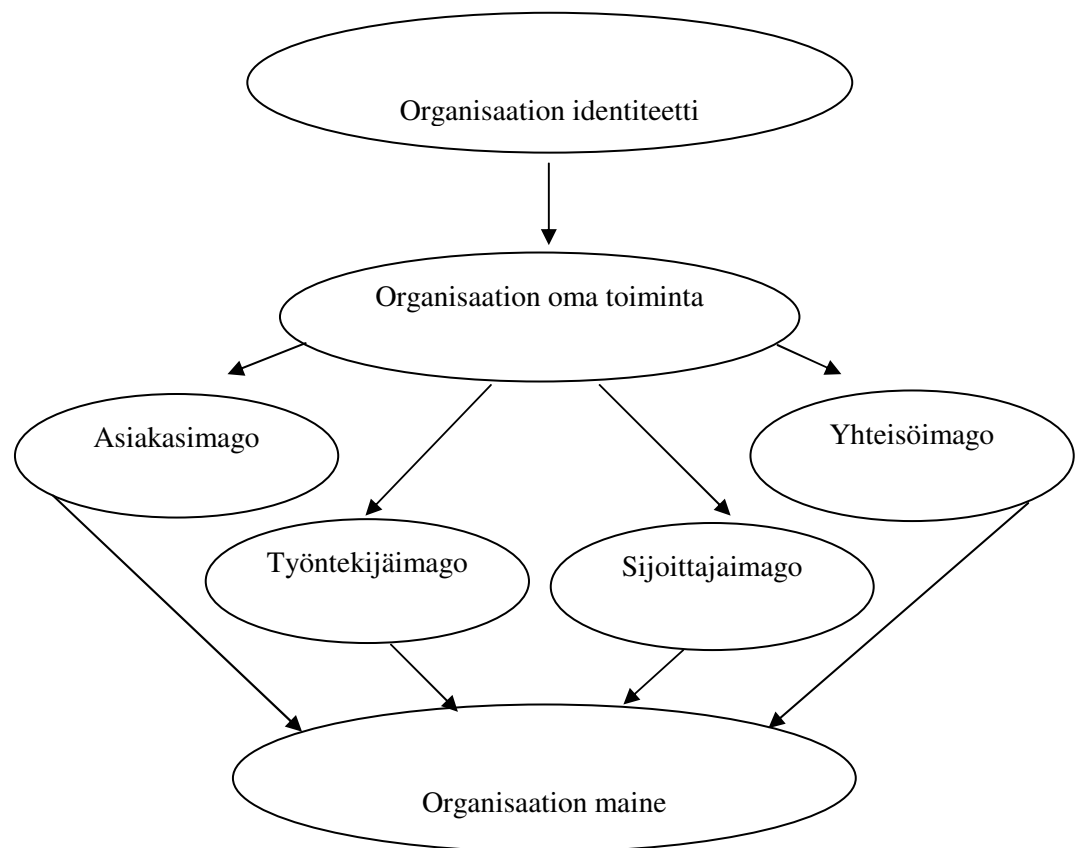 Organisaation identiteetti
Organisaation oma toiminta
Asiakasimago
Yhteisöimago
Työntekijäimago
Sijoittajaimago
Organisaation maine